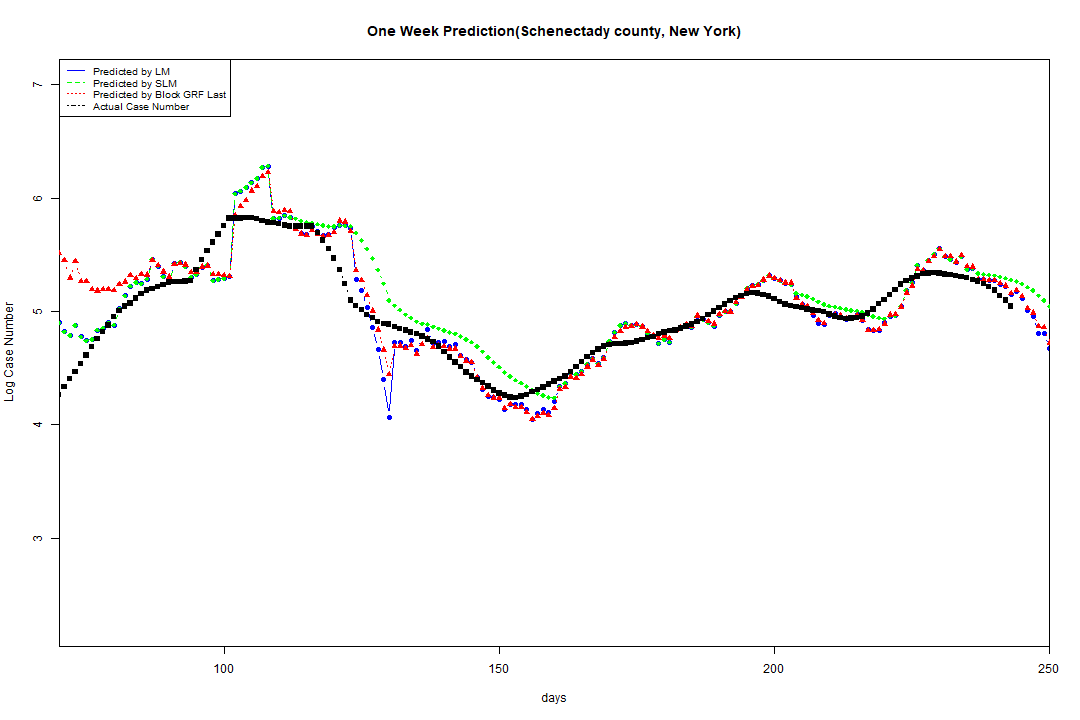 One Week Prediction(Schenectady county, New York)
Predicted by LM
Predicted by SLM
Predicted by Block GRF Last
Actual Case Number
Log Case Number
7
6
5
4
3
100 150 200 250
days